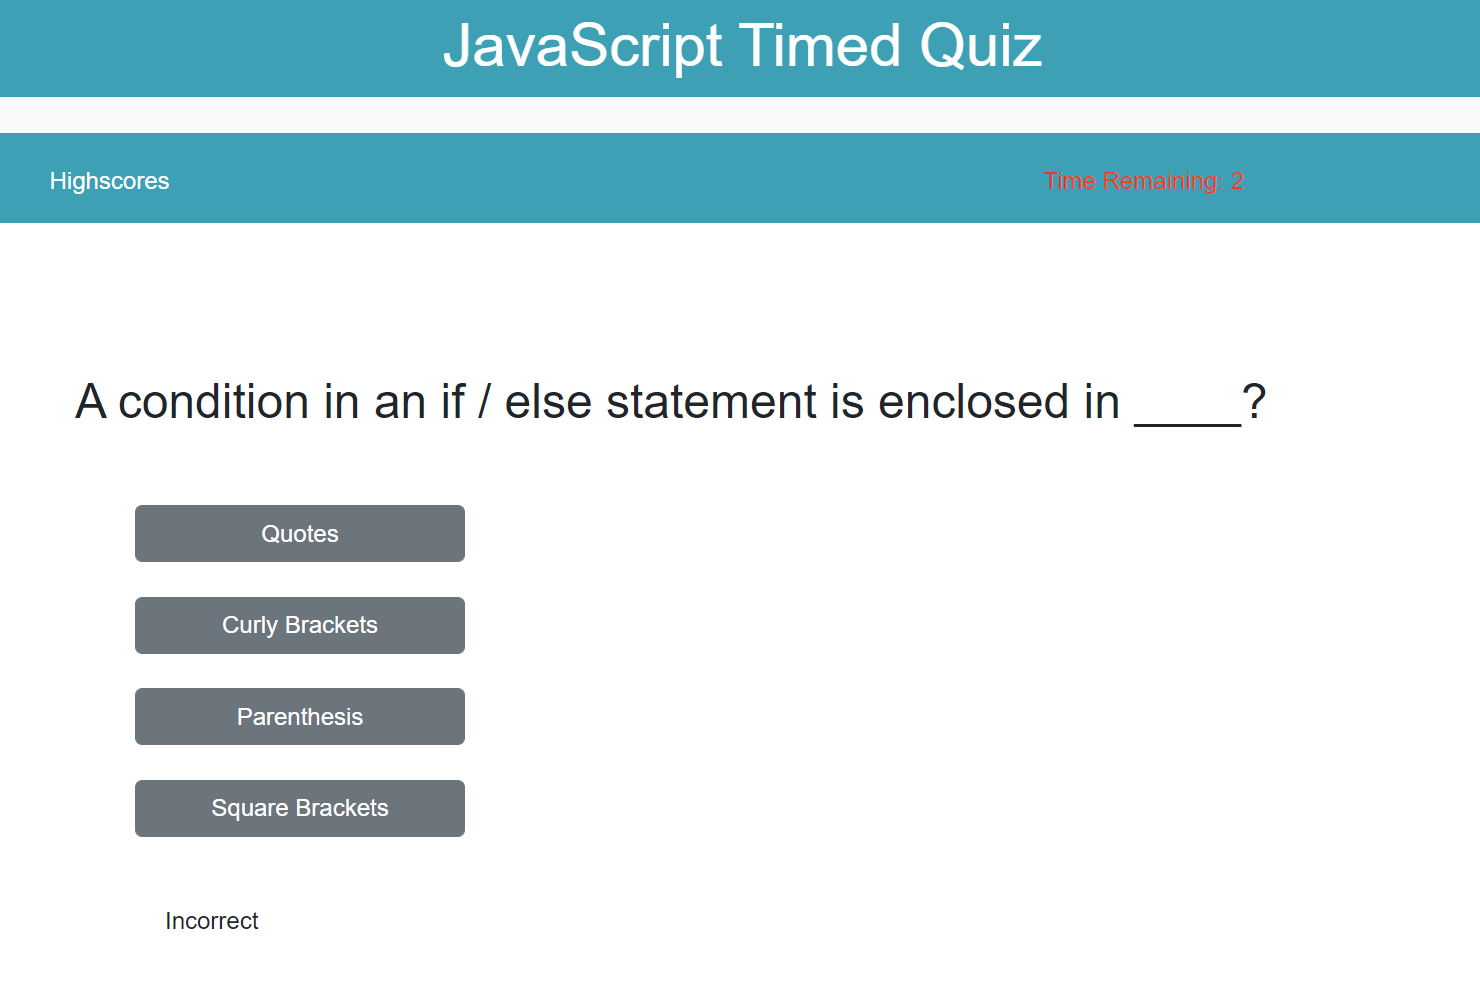 JavaScript Timed Quiz
Highscores
Time Remaining: 2
A condition in an if / else statement is enclosed in ____?
Quotes
Curly Brackets
Parenthesis
Square Brackets
Incorrect